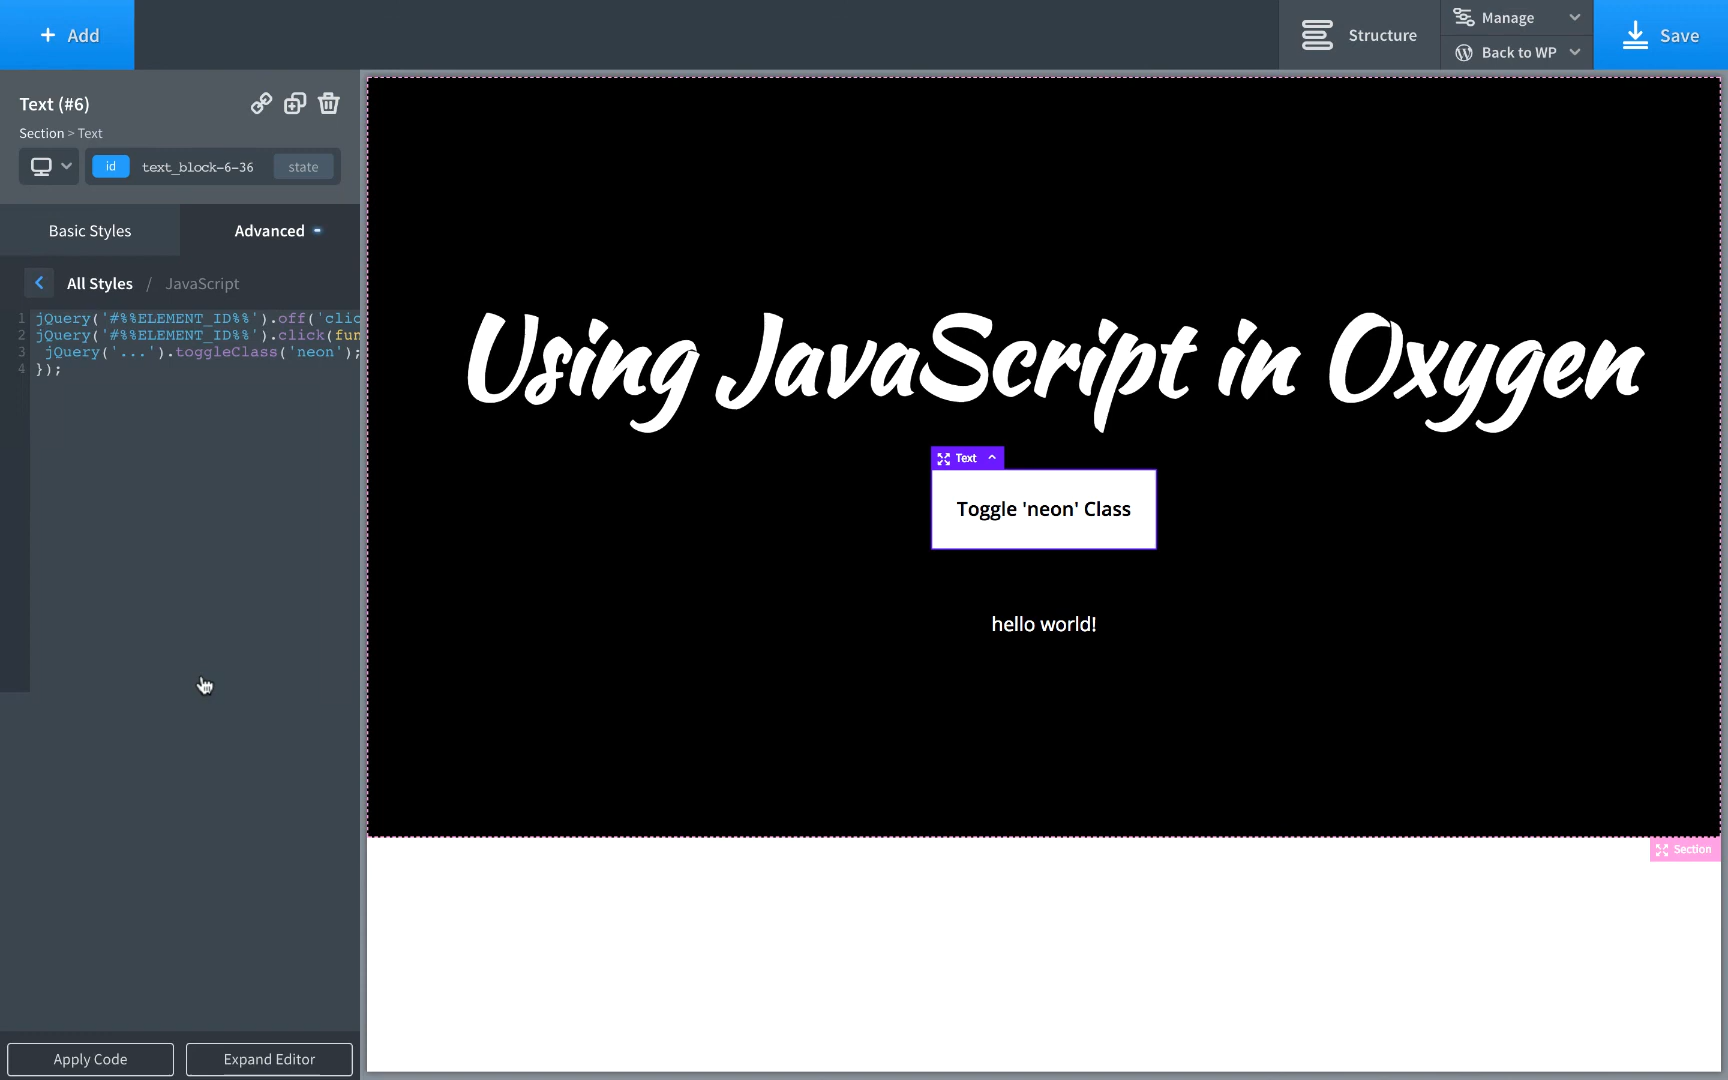 + Add
Structure
Manage
Back to WP
Save
Text (#6)
Section > Text
id text_block-6-36 state
Basic Styles
Advanced
All Styles / JavaScript
1 jQuery('#%%ELEMENT_ID%%').off('clic
2 jQuery('#%%ELEMENT_ID%%').click(fun
3 jQuery('...').toggleClass('neon');
4 });
Using JavaScript in Oxygen
Text
Toggle 'neon' Class
hello world!
Section
Apply Code
Expand Editor